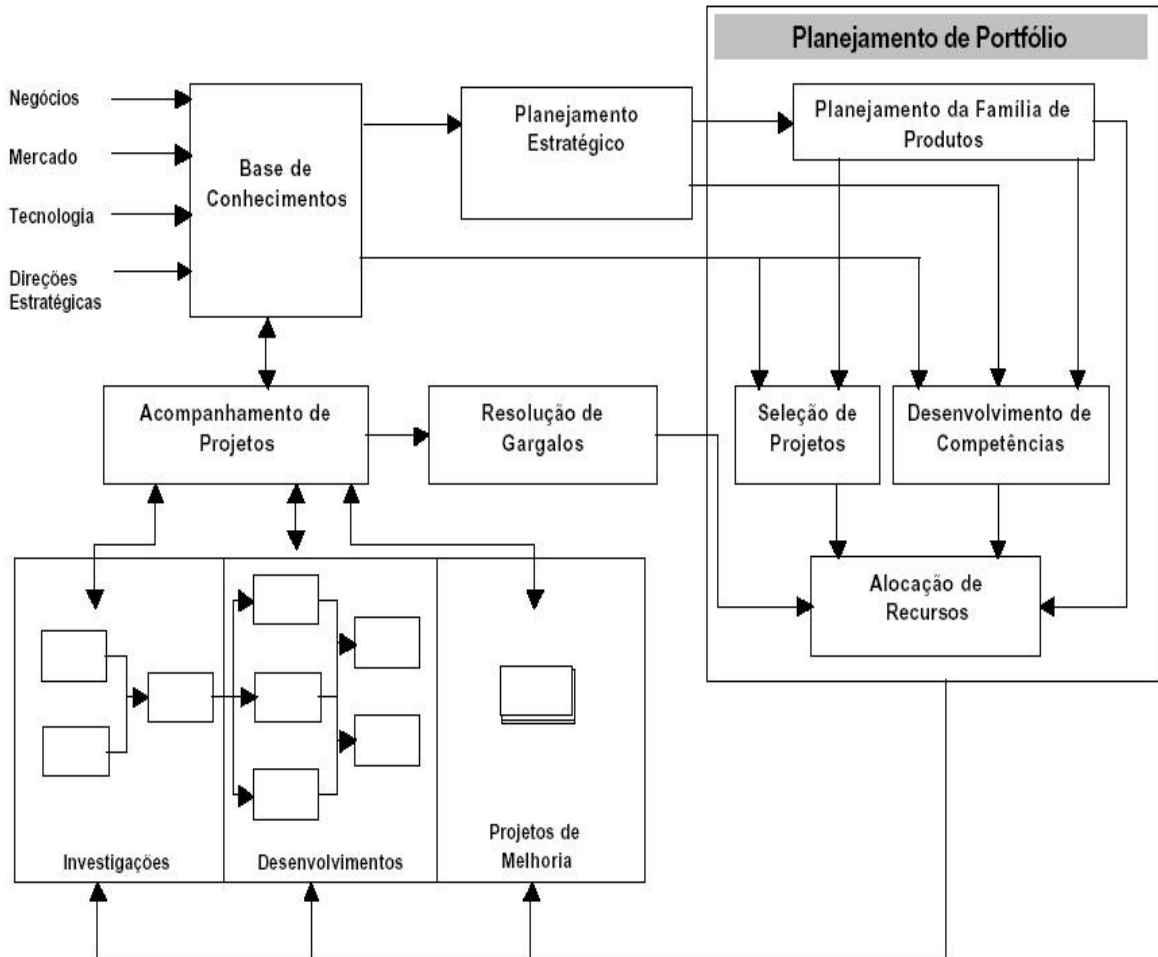 Planejamento de Portfólio
Negócios
Mercado
Tecnologia
Direções
Estratégicas
Base de
Conhecimentos
Planejamento
Estratégico
Planejamento da Família de
Produtos
Acompanhamento de
Projetos
Resolução de
Gargalos
Seleção de
Projetos
Desenvolvimento de
Competências
Alocação de
Recursos
Investigações
Desenvolvimentos
Projetos de
Melhoria